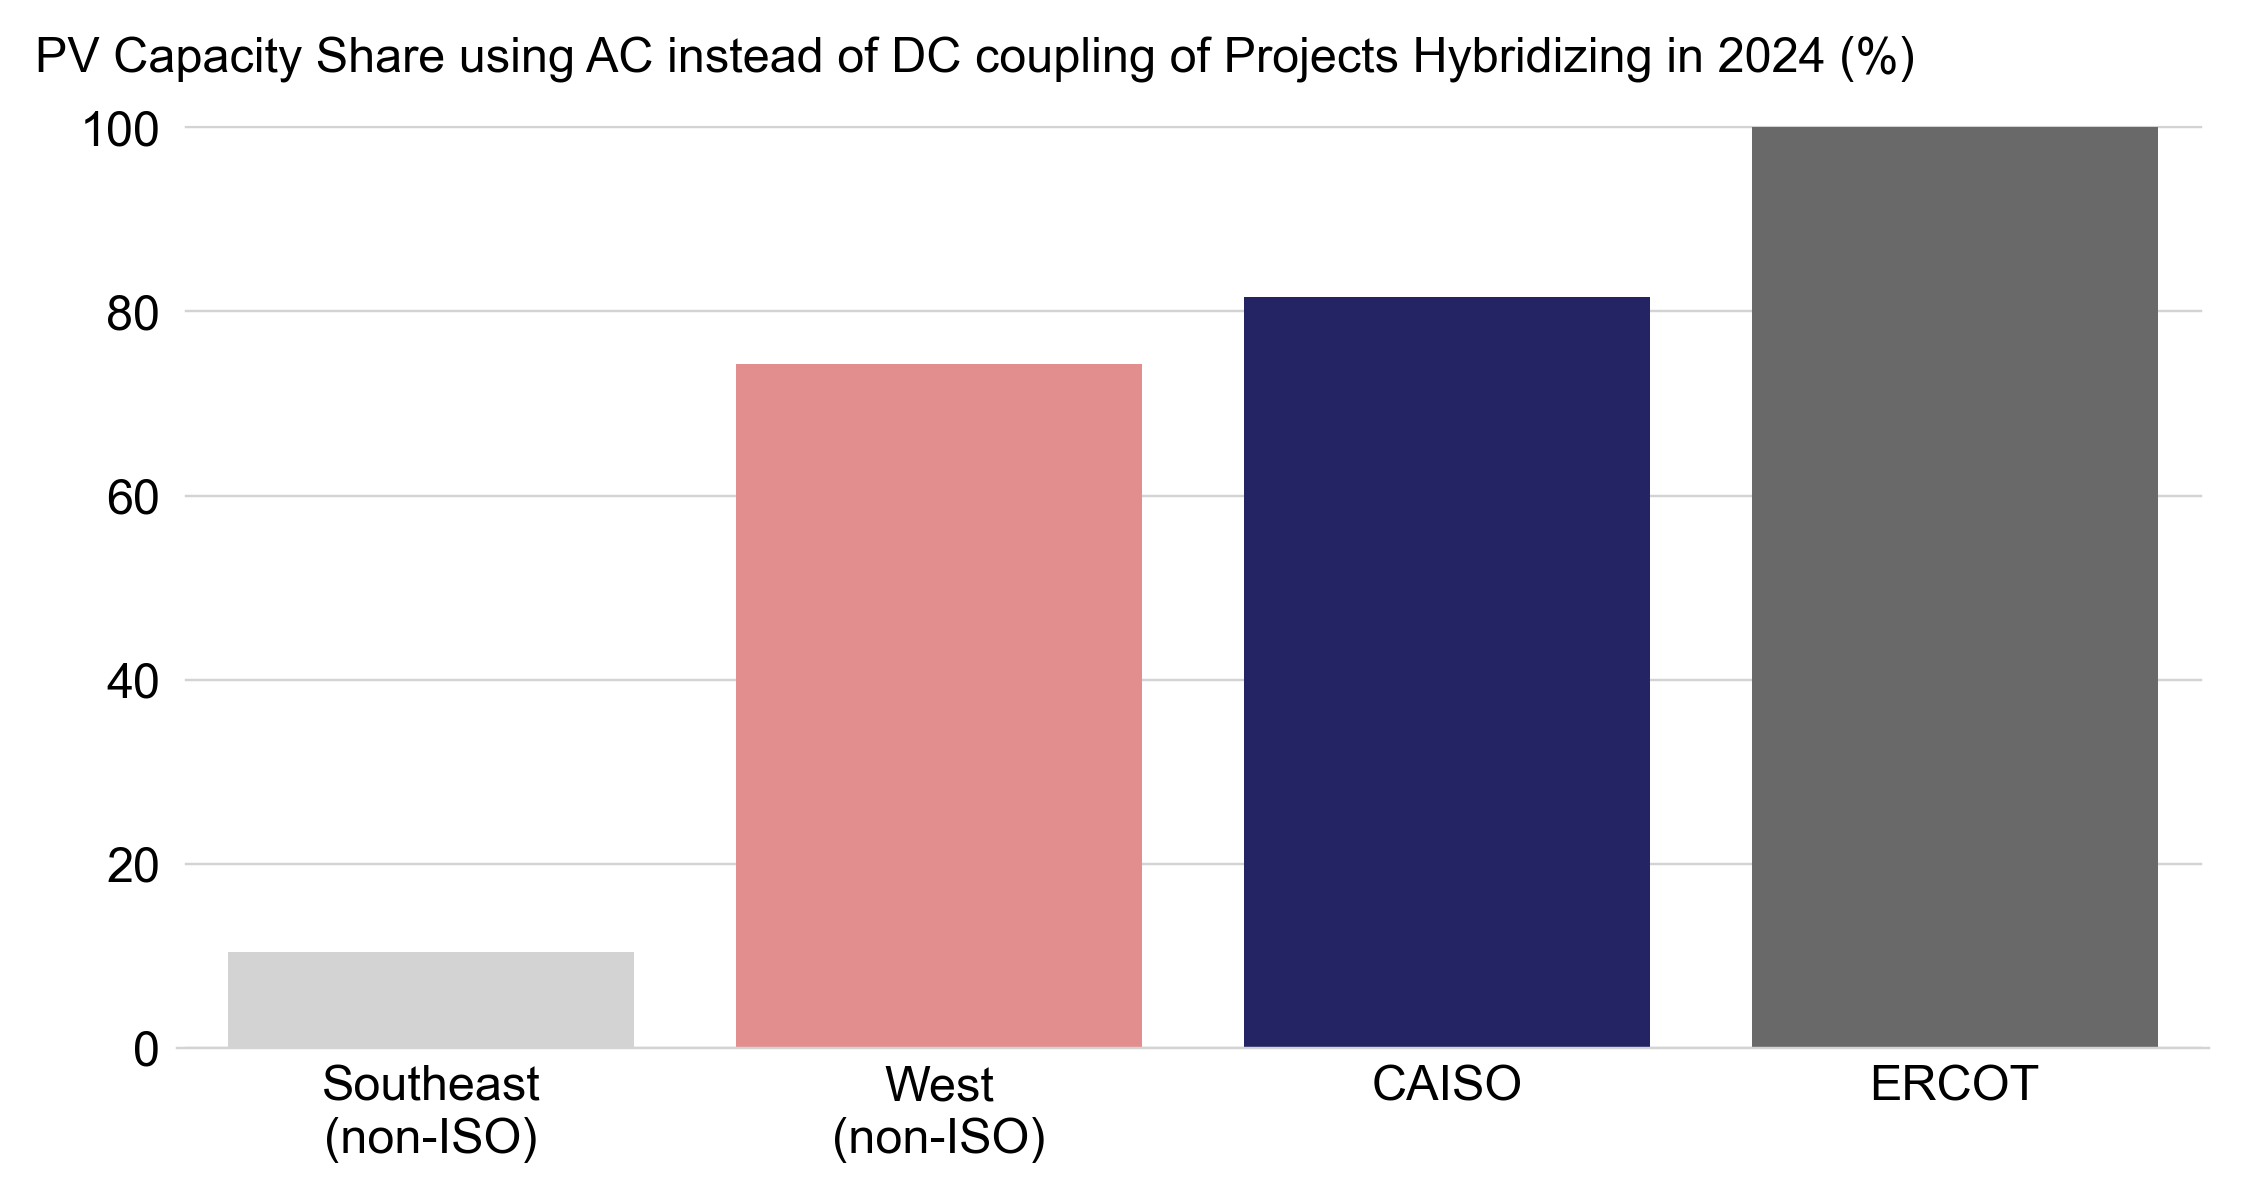 PV Capacity Share using AC instead of DC coupling of Projects Hybridizing in 2024 (%)
100
80
60
40
20
0
Southeast
(non-ISO)
West
(non-ISO)
CAISO
ERCOT